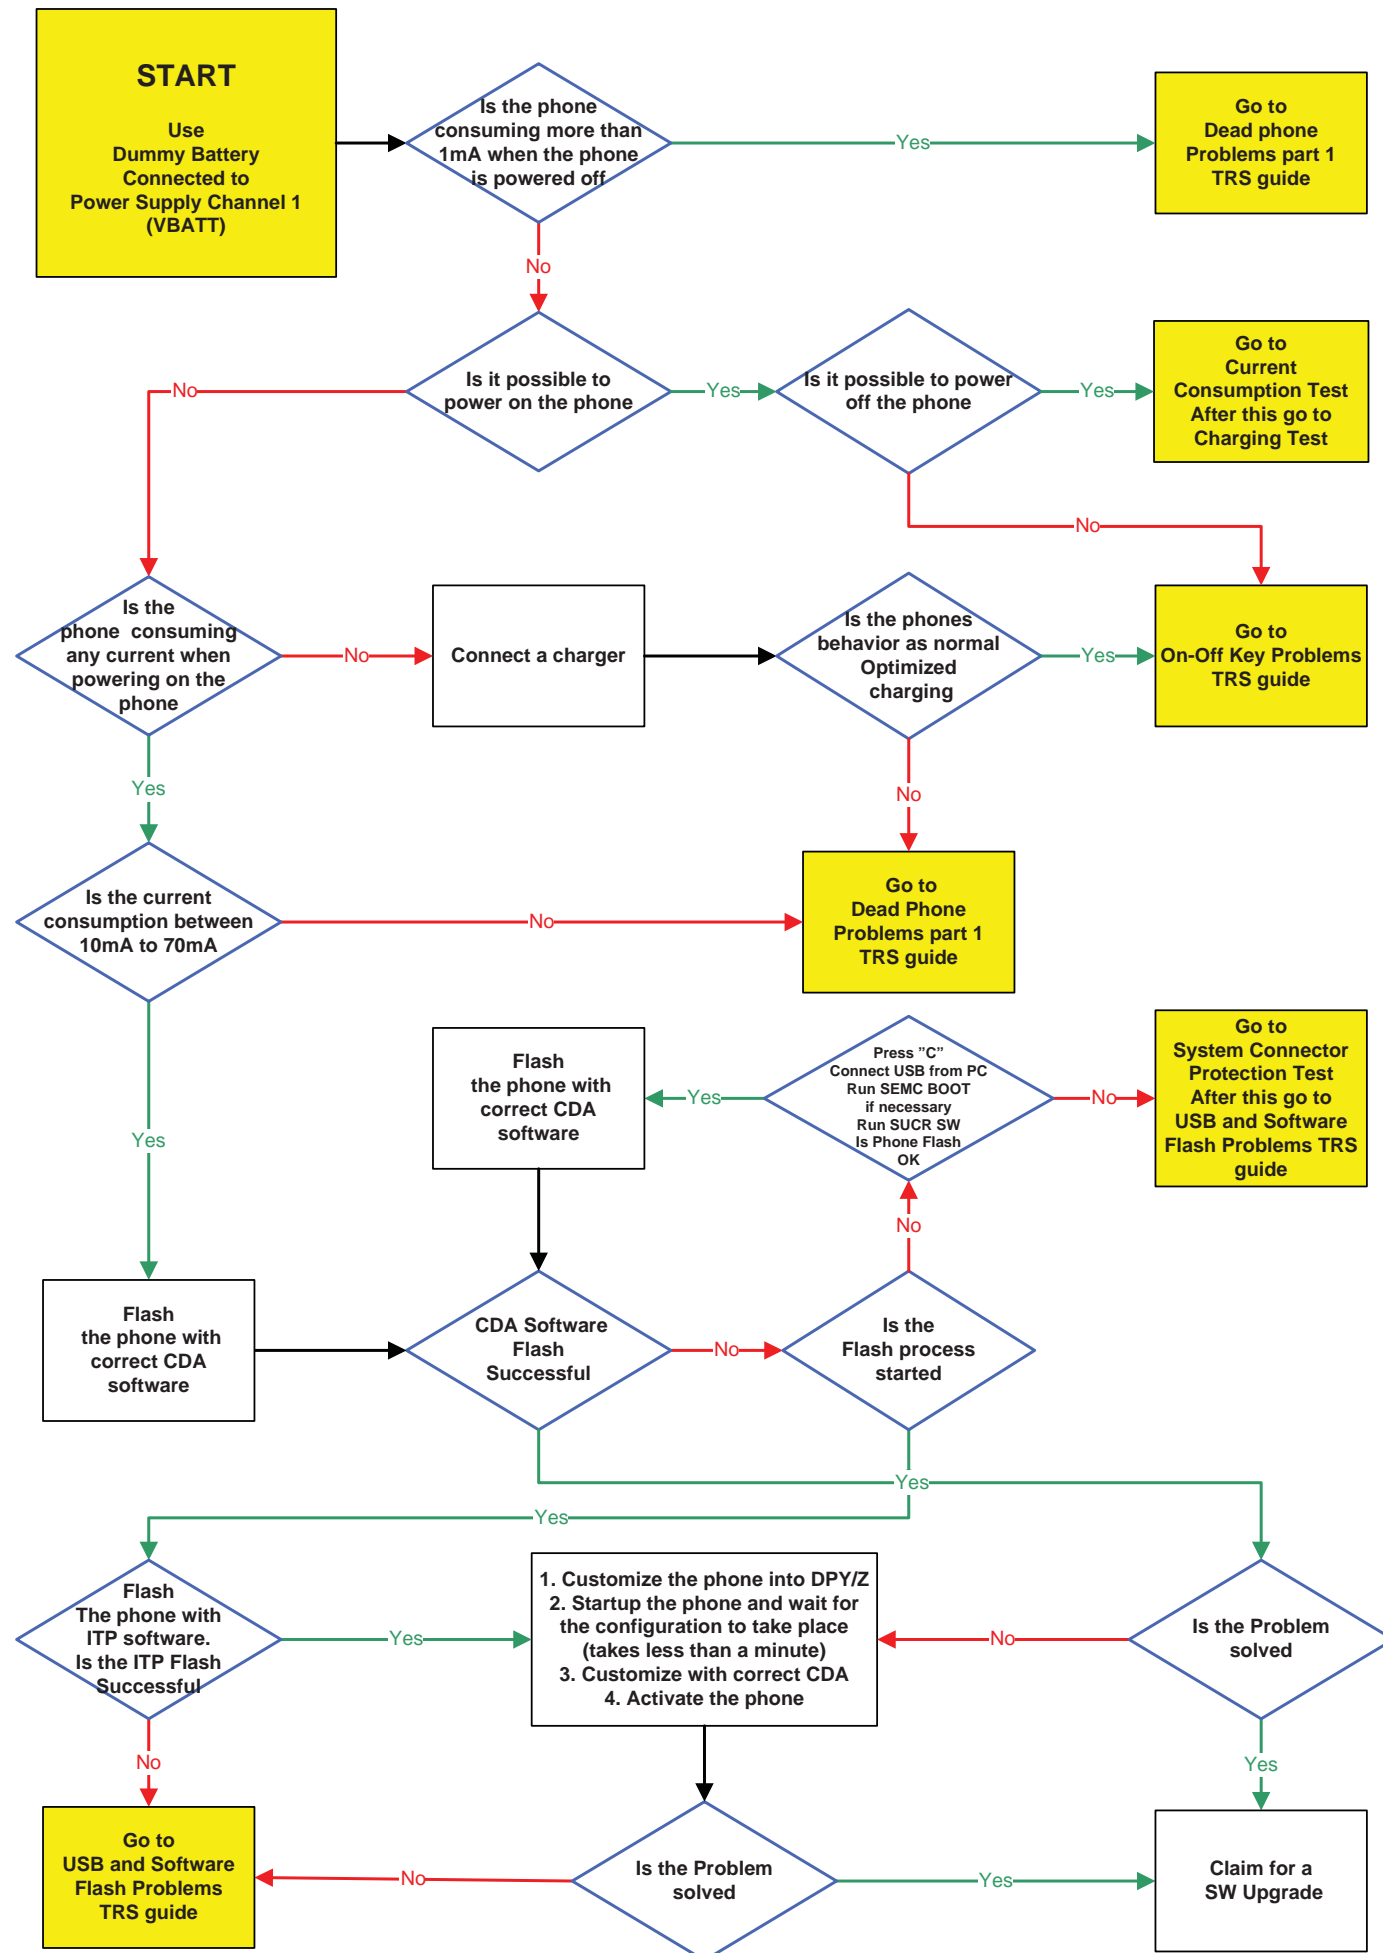 START
Use
Dummy Battery
Connected to
Power Supply Channel 1
(VBATT)
Is the phone
consuming more than
1mA when the phone
is powered off
Yes
Go to
Dead phone
Problems part 1
TRS guide
No
Is it possible to
power on the phone
No
Yes
Is it possible to power
off the phone
Yes
Go to
Current
Consumption Test
After this go to
Charging Test
No
Is the
phone consuming
any current when
powering on the
phone
No
Connect a charger
Is the phones
behavior as normal
Optimized
charging
Yes
Go to
On-Off Key Problems
TRS guide
Yes
No
Is the current
consumption between
10mA to 70mA
No
Go to
Dead Phone
Problems part 1
TRS guide
Yes
Flash
the phone with
correct CDA
software
Yes
Press ”C”
Connect USB from PC
Run SEMC BOOT
if necessary
Run SUCR SW
Is Phone Flash
OK
No
Go to
System Connector
Protection Test
After this go to
USB and Software
Flash Problems TRS
guide
No
Flash
the phone with
correct CDA
software
CDA Software
Flash
Successful
No
Is the
Flash process
started
Yes
Yes
Flash
The phone with
ITP software.
Is the ITP Flash
Successful
Yes
1. Customize the phone into DPY/Z
2. Startup the phone and wait for
the configuration to take place
(takes less than a minute)
3. Customize with correct CDA
4. Activate the phone
No
Is the Problem
solved
No
Yes
Go to
USB and Software
Flash Problems
TRS guide
No
Is the Problem
solved
Yes
Claim for a
SW Upgrade